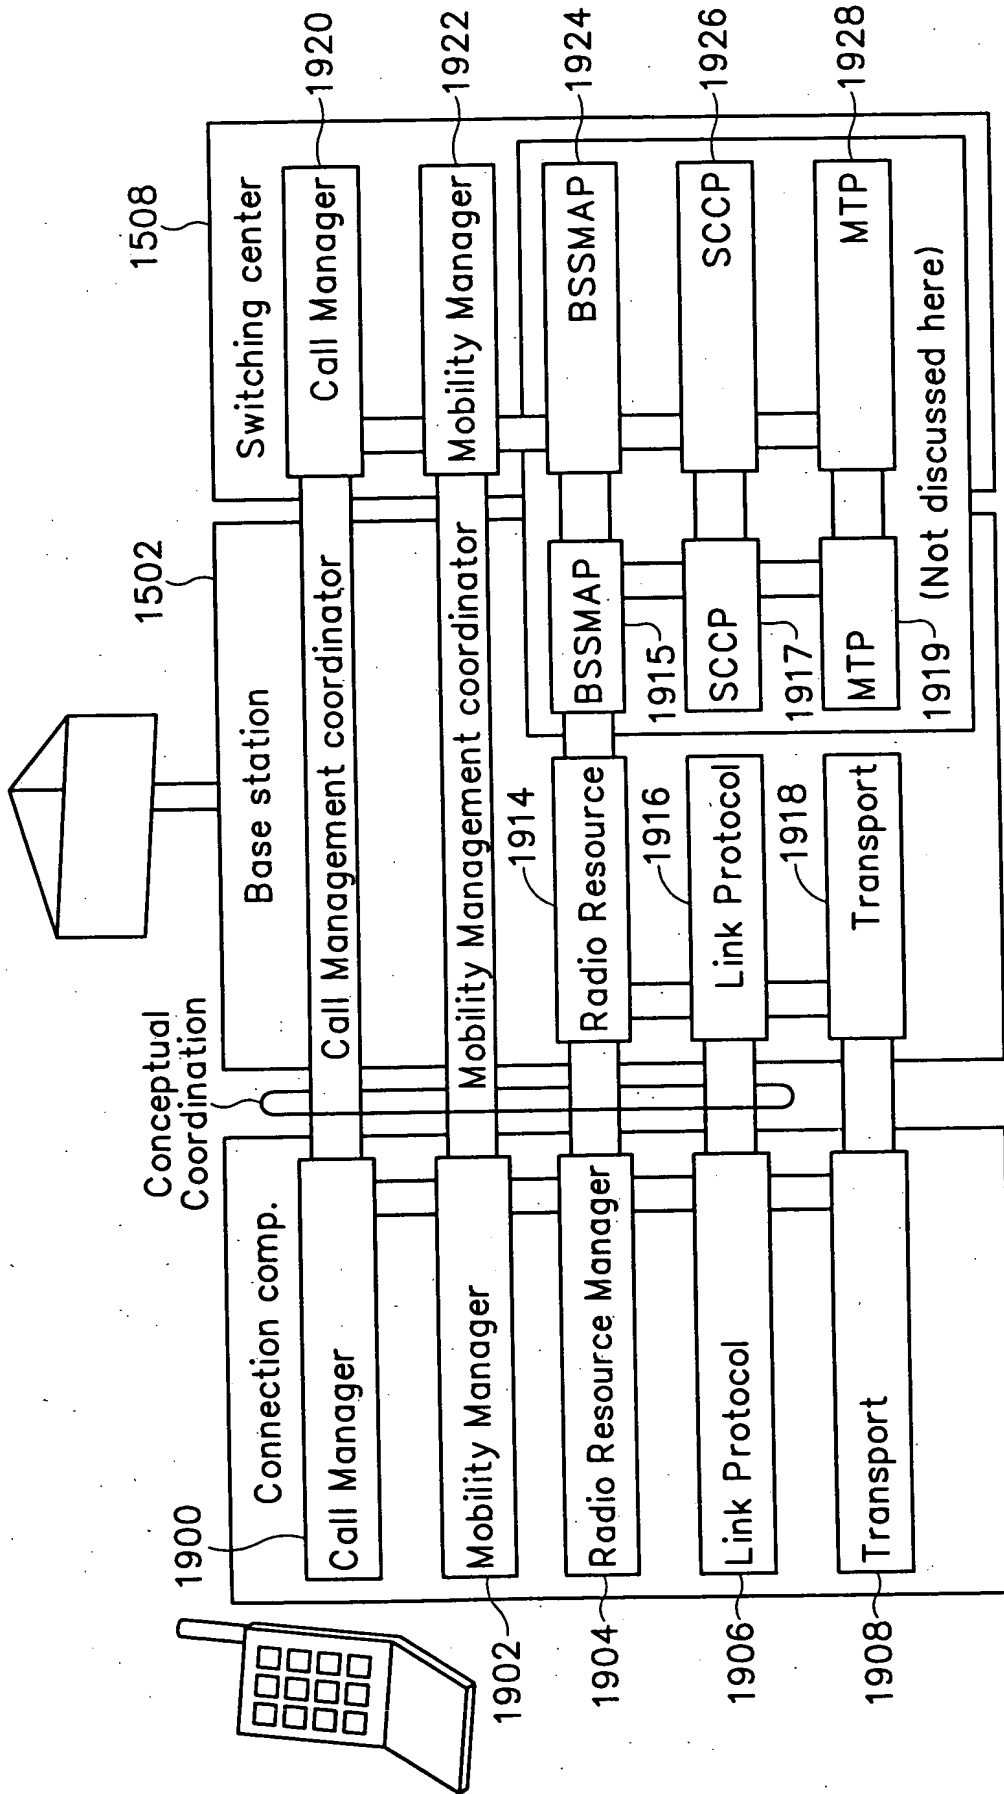 1508
1502
Conceptual
Coordination
1900
Switching center
Base station
Connection comp.
Call Manager
Call Management coordinator
Call Manager
1920
Mobility Manager
Mobility Management coordinator
Mobility Manager
1922
1902
Radio Resource Manager
1914
Radio Resource
BSSMAP
1915
BSSMAP
1924
1904
Link Protocol
1916
Link Protocol
SCCP
1917
SCCP
1926
1906
Transport
1918
Transport
MTP
1919
MTP
1928
1908
(Not discussed here)